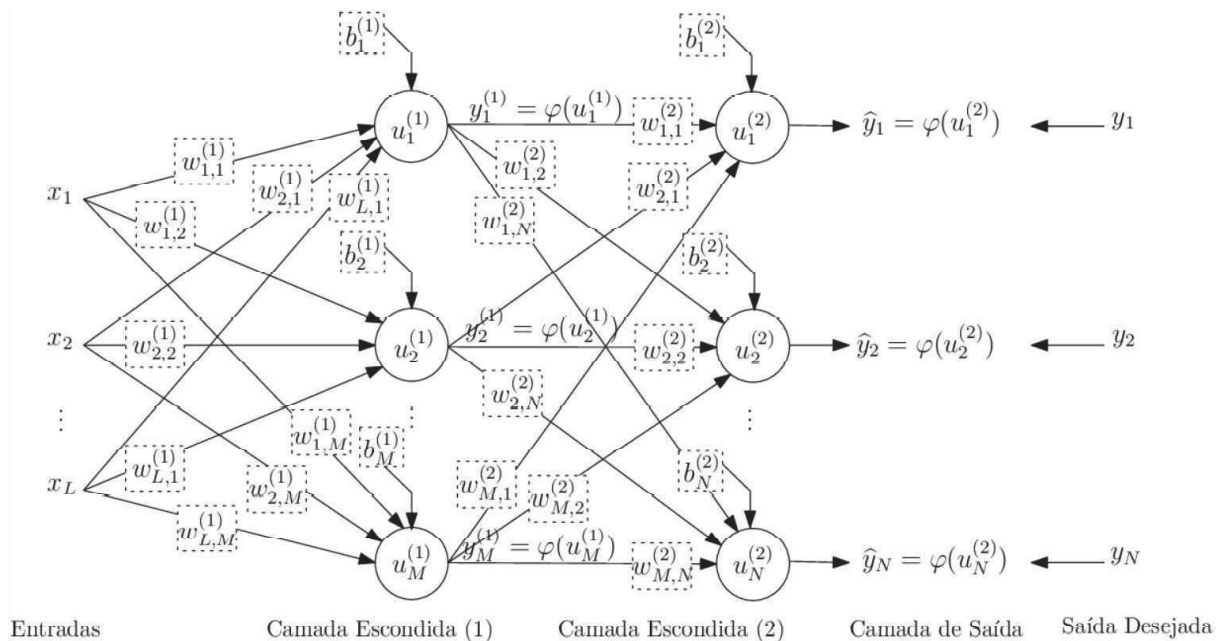 b_1^{(1)}
b_1^{(2)}
u_1^{(1)}
y_1^{(1)} = φ(u_1^{(1)})
w_{1,1}^{(2)}
u_1^{(2)}
ŷ_1 = φ(u_1^{(2)})
y_1
w_{1,1}^{(1)}
w_{2,1}^{(1)}
w_{L,1}^{(1)}
w_{1,2}^{(2)}
w_{2,1}^{(2)}
x_1
w_{1,2}^{(1)}
w_{1,N}^{(2)}
b_2^{(1)}
b_2^{(2)}
x_2
w_{2,2}^{(1)}
u_2^{(1)}
y_2^{(1)} = φ(u_2^{(1)})
w_{2,2}^{(2)}
u_2^{(2)}
ŷ_2 = φ(u_2^{(2)})
y_2
w_{2,N}^{(2)}
⋮
⋮
⋮
w_{1,M}^{(1)}
b_M^{(1)}
w_{L,1}^{(1)}
w_{2,M}^{(1)}
w_{M,1}^{(2)}
w_{M,2}^{(2)}
b_N^{(2)}
x_L
w_{L,M}^{(1)}
u_M^{(1)}
y_M^{(1)} = φ(u_M^{(1)})
w_{M,N}^{(2)}
u_N^{(2)}
ŷ_N = φ(u_N^{(2)})
y_N
Entradas
Camada Escondida (1)
Camada Escondida (2)
Camada de Saída
Saída Desejada